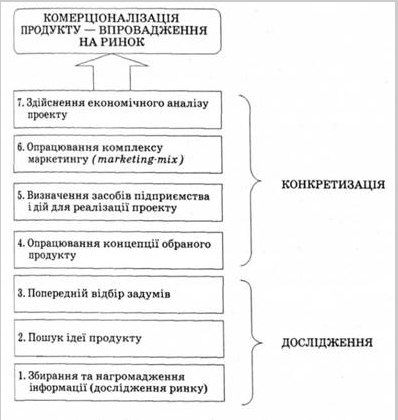 КОМЕРЦІОНАЛІЗАЦІЯ
ПРОДУКТУ — ВПРОВАДЖЕННЯ
НА РИНОК
7. Здійснення економічного аналізу
проекту
6. Опрацювання комплексу
маркетингу (marketing-mix)
5. Визначення засобів підприємства
і дій для реалізації проекту
4. Опрацювання концепції обраного
продукту
КОНКРЕТИЗАЦІЯ
3. Попередній відбір задумів
2. Пошук ідеї продукту
1. Збирання та нагромадження
інформації (дослідження ринку)
ДОСЛІДЖЕННЯ